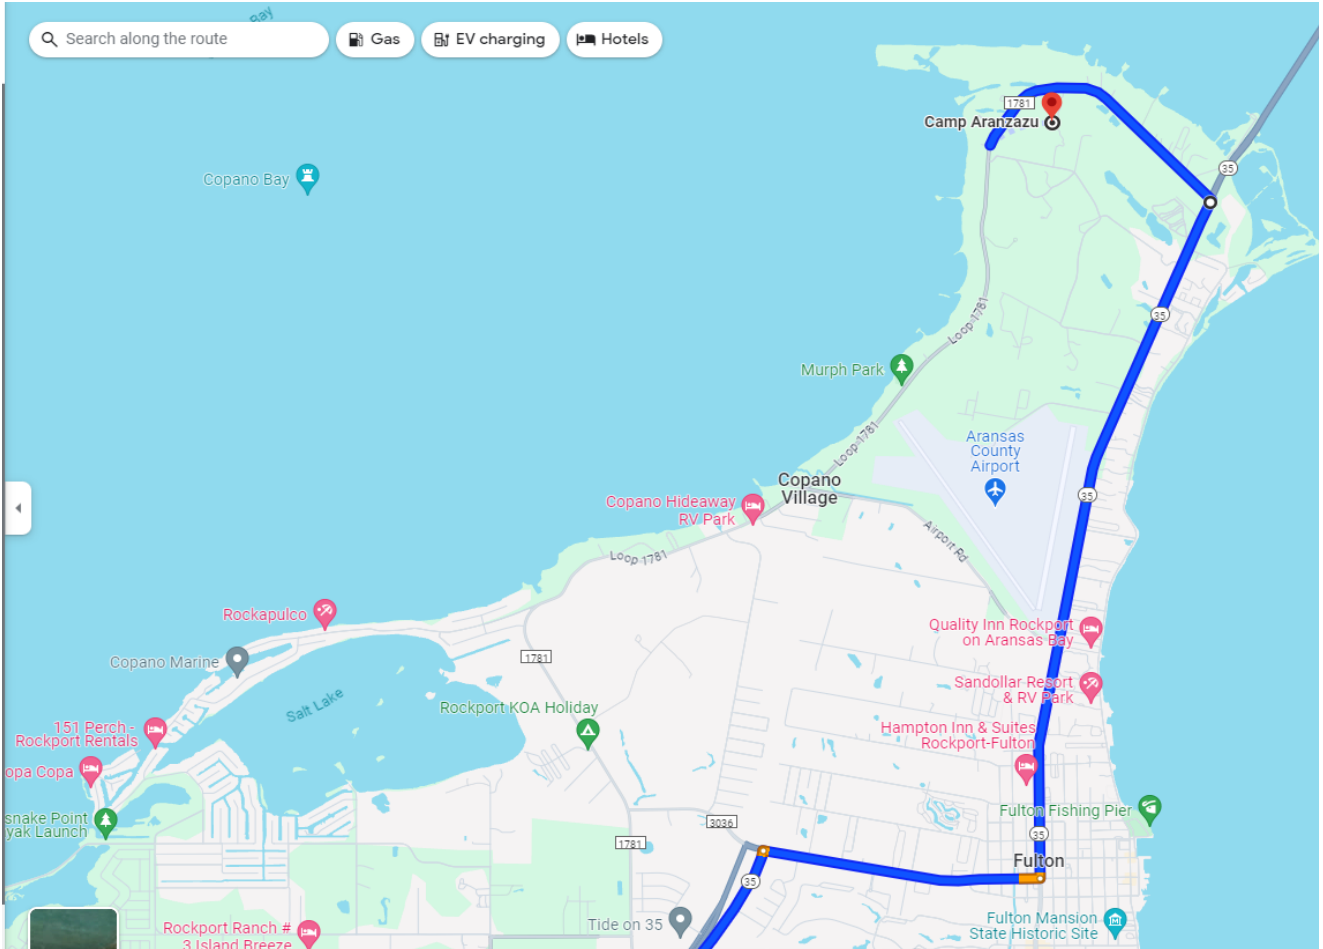 Bay
Search along the route
Gas
EV charging
Hotels
1781
Camp Aranzazu
35
Copano Bay
35
Loop 1781
Murph Park
Loop 1781
Aransas
County
Airport
Copano
Village
35
Copano Hideaway
RV Park
Airport Rd
Loop 1781
Rockapulco
Quality Inn Rockport
on Aransas Bay
Copano Marine
1781
Sandollar Resort
& RV Park
Salt Lake
Rockport KOA Holiday
151 Perch -
Rockport Rentals
Hampton Inn & Suites
Rockport-Fulton
opa Copa
Fulton Fishing Pier
snake Point
yak Launch
3036
35
1781
Fulton
35
Tide on 35
Fulton Mansion
State Historic Site
Rockport Ranch #
3 Island Breeze